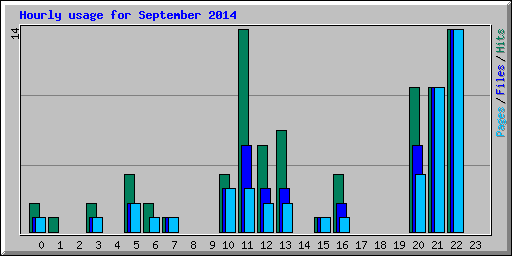 Hourly usage for September 2014
14
Pages / Files / Hits
0 1 2 3 4 5 6 7 8 9 10 11 12 13 14 15 16 17 18 19 20 21 22 23